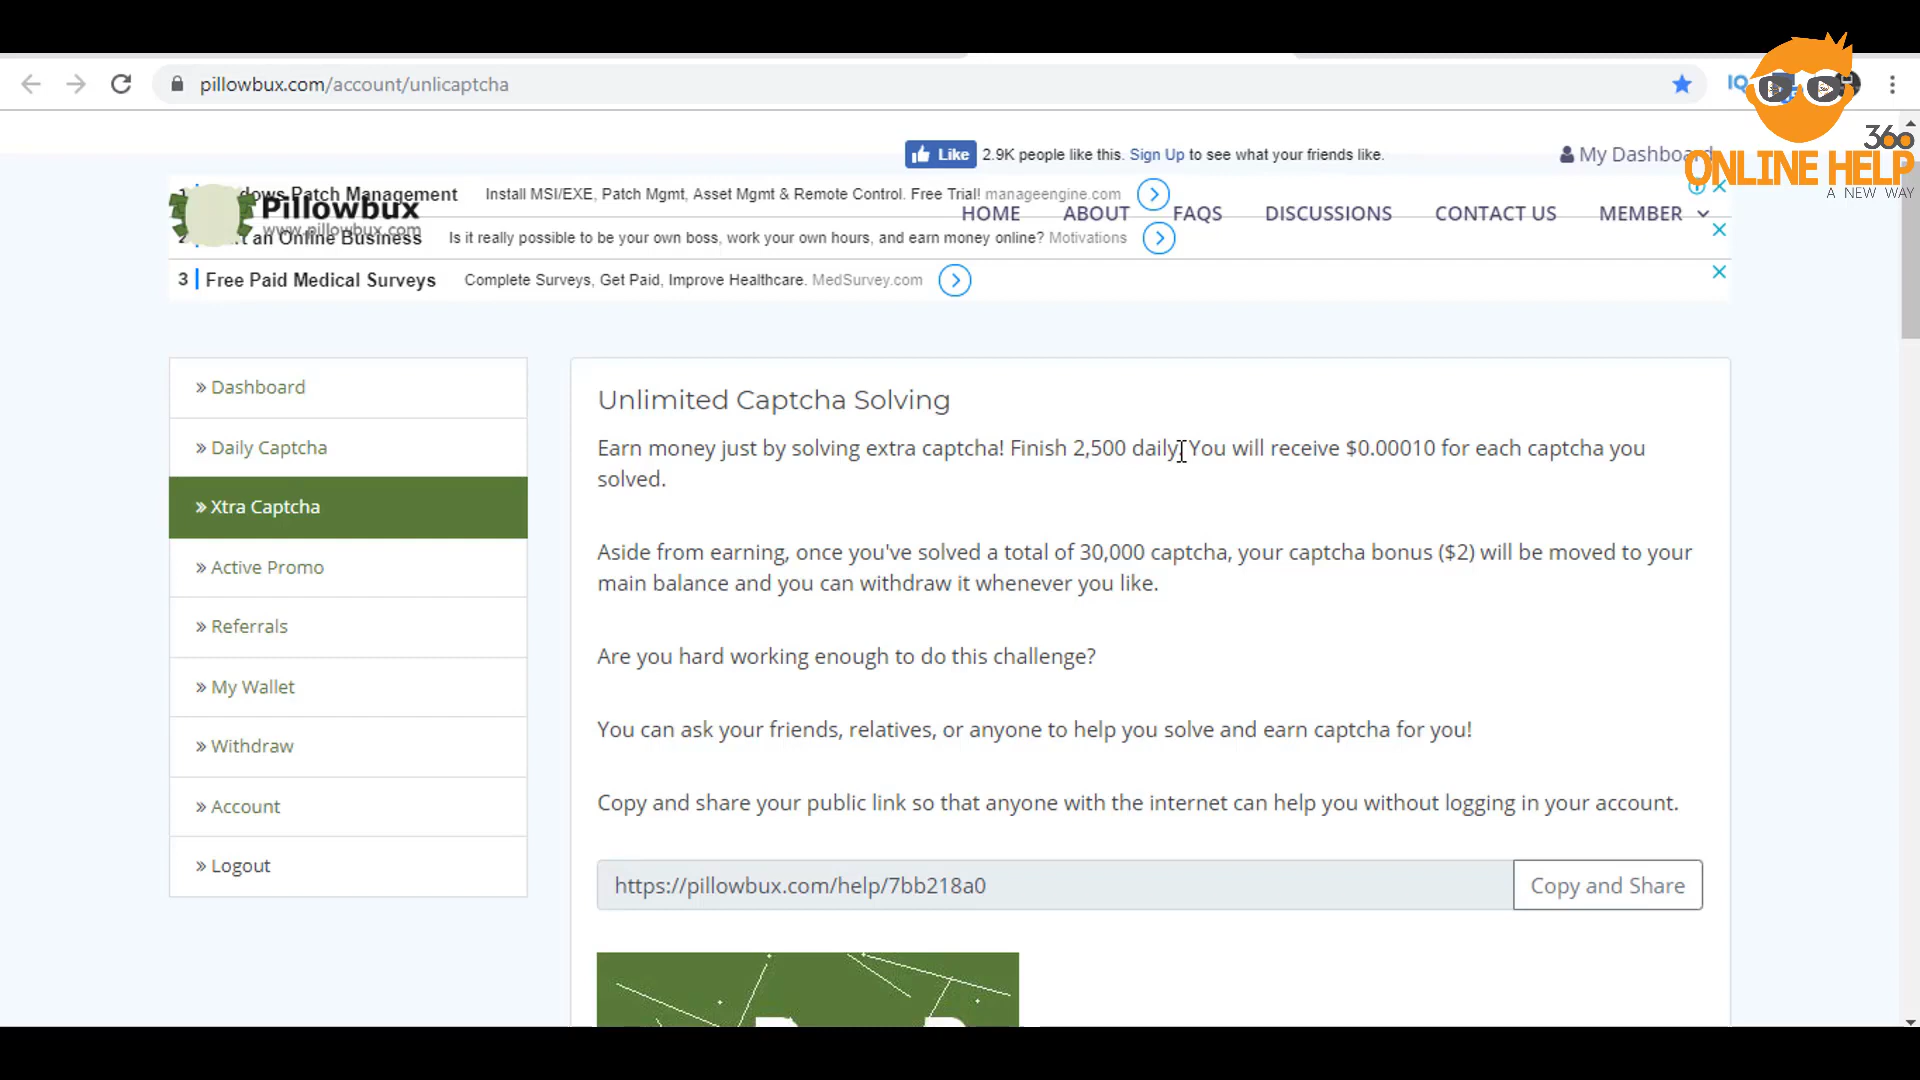 pillowbux.com/account/unlicaptcha
IQ
360
ONLINE HELP
A NEW WAY
Like 2.9K people like this. Sign Up to see what your friends like.
My Dashboard
Patch Management Install MSI/EXE, Patch Mgmt, Asset Mgmt & Remote Control. Free Trial! manageengine.com
Pillowbux
www.pillowbux.com
HOME ABOUT FAQS DISCUSSIONS CONTACT US MEMBER
2 an Online Business Is it really possible to be your own boss, work your own hours, and earn money online? Motivations
3 Free Paid Medical Surveys Complete Surveys, Get Paid, Improve Healthcare. MedSurvey.com
» Dashboard
» Daily Captcha
» Xtra Captcha
» Active Promo
» Referrals
» My Wallet
» Withdraw
» Account
» Logout
Unlimited Captcha Solving
Earn money just by solving extra captcha! Finish 2,500 daily. You will receive $0.00010 for each captcha you
solved.
Aside from earning, once you've solved a total of 30,000 captcha, your captcha bonus ($2) will be moved to your
main balance and you can withdraw it whenever you like.
Are you hard working enough to do this challenge?
You can ask your friends, relatives, or anyone to help you solve and earn captcha for you!
Copy and share your public link so that anyone with the internet can help you without logging in your account.
https://pillowbux.com/help/7bb218a0
Copy and Share